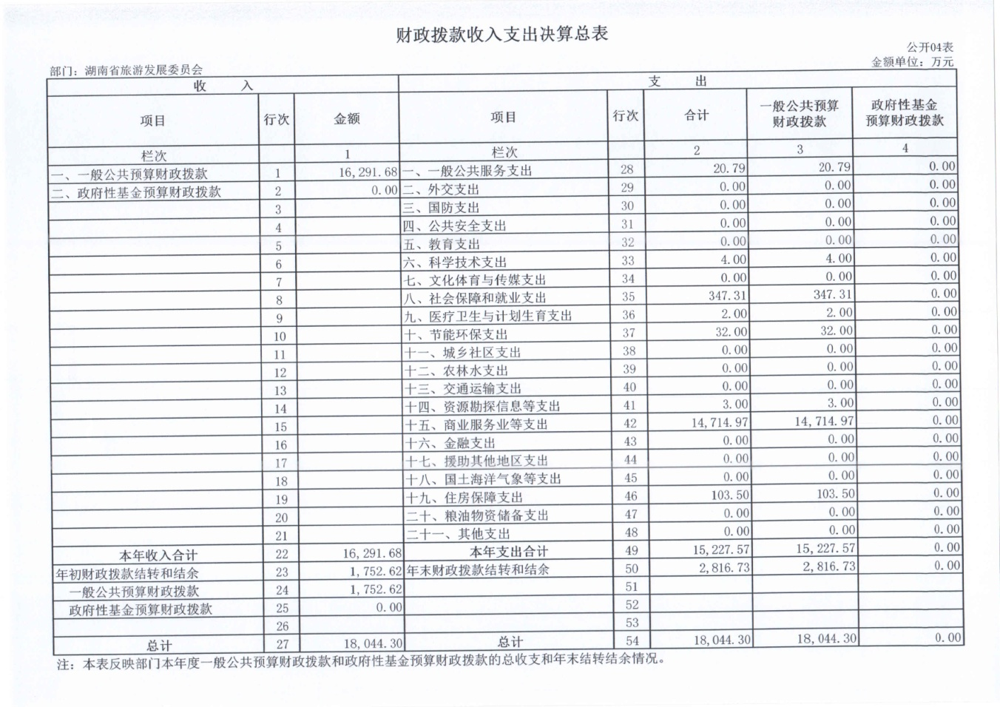 财政拨款收入支出决算总表
公开04表
部门：湖南省旅游发展委员会 金额单位：万元
收 入 支 出
项目 行次 金额 项目 行次 合计 一般公共预算财政拨款 政府性基金预算财政拨款
栏次 1 栏次 2 3 4
一、一般公共预算财政拨款 1 16,291.68 一、一般公共服务支出 28 20.79 20.79 0.00
二、政府性基金预算财政拨款 2 0.00 二、外交支出 29 0.00 0.00 0.00
3 三、国防支出 30 0.00 0.00 0.00
4 四、公共安全支出 31 0.00 0.00 0.00
5 五、教育支出 32 0.00 0.00 0.00
6 六、科学技术支出 33 4.00 4.00 0.00
7 七、文化体育与传媒支出 34 0.00 0.00 0.00
8 八、社会保障和就业支出 35 347.31 347.31 0.00
9 九、医疗卫生与计划生育支出 36 2.00 2.00 0.00
10 十、节能环保支出 37 32.00 32.00 0.00
11 十一、城乡社区支出 38 0.00 0.00 0.00
12 十二、农林水支出 39 0.00 0.00 0.00
13 十三、交通运输支出 40 0.00 0.00 0.00
14 十四、资源勘探信息等支出 41 3.00 3.00 0.00
15 十五、商业服务业等支出 42 14,714.97 14,714.97 0.00
16 十六、金融支出 43 0.00 0.00 0.00
17 十七、援助其他地区支出 44 0.00 0.00 0.00
18 十八、国土海洋气象等支出 45 0.00 0.00 0.00
19 十九、住房保障支出 46 103.50 103.50 0.00
20 二十、粮油物资储备支出 47 0.00 0.00 0.00
21 二十一、其他支出 48 0.00 0.00 0.00
本年收入合计 22 16,291.68 本年支出合计 49 15,227.57 15,227.57 0.00
年初财政拨款结转和结余 23 1,752.62 年末财政拨款结转和结余 50 2,816.73 2,816.73 0.00
一般公共预算财政拨款 24 1,752.62 51
政府性基金预算财政拨款 25 0.00 52
26 53
总计 27 18,044.30 总计 54 18,044.30 18,044.30 0.00
注：本表反映部门本年度一般公共预算财政拨款和政府性基金预算财政拨款的总收支和年末结转结余情况。